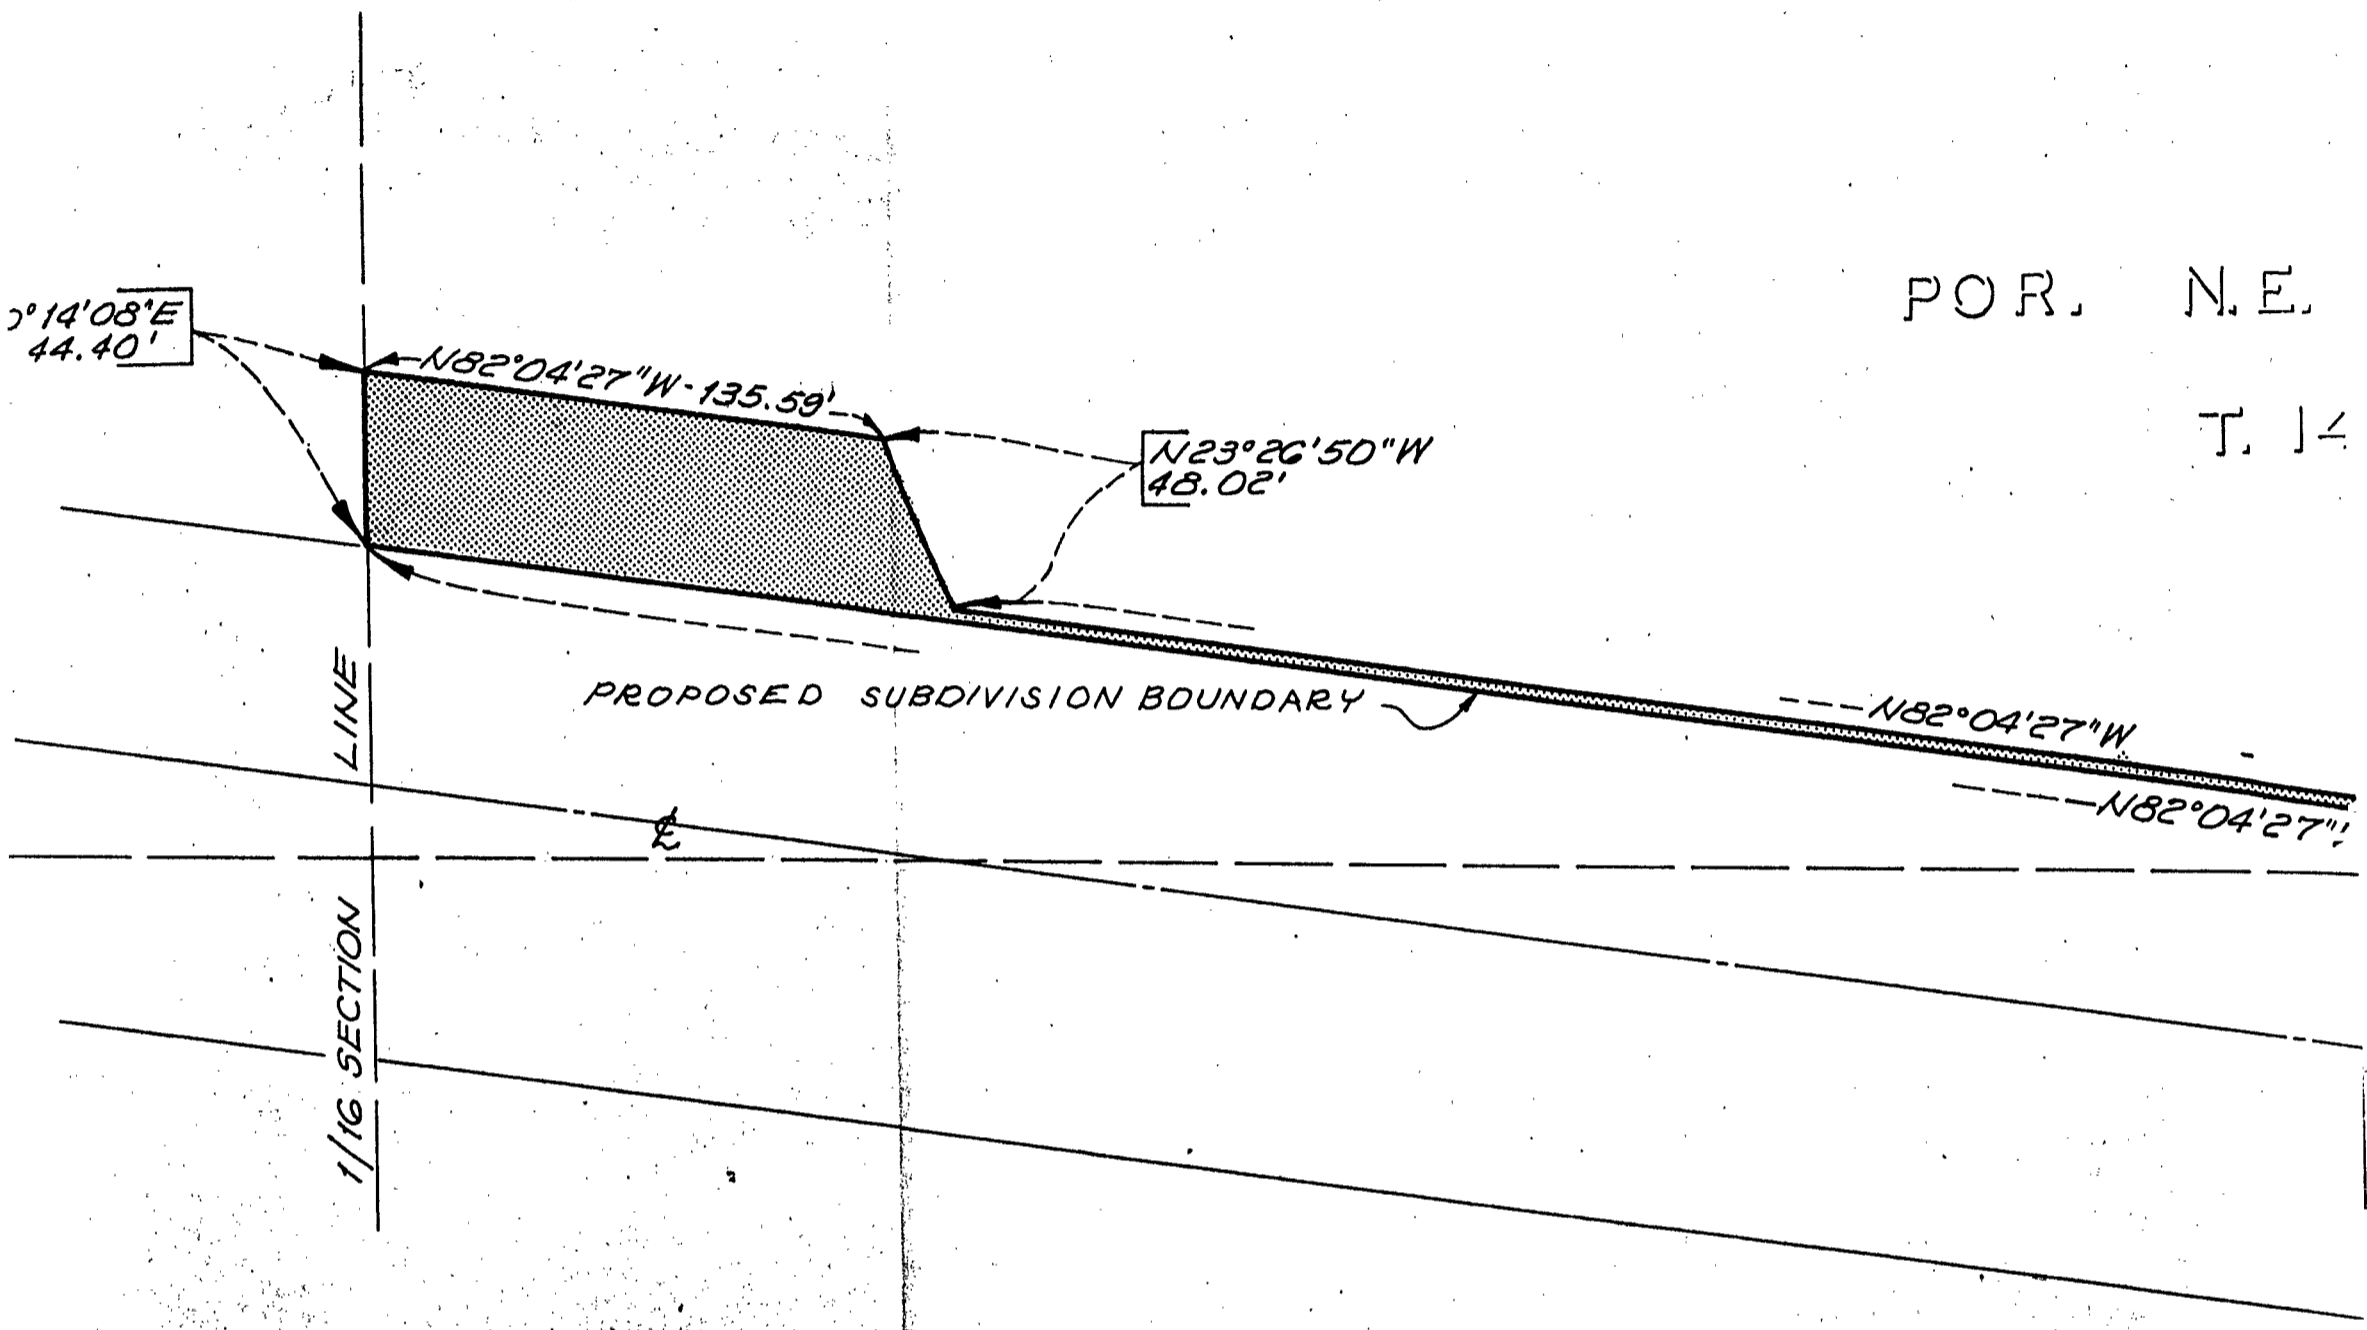 POR. N.E.
T. 14
0°14'08"E
44.40'
N82°04'27"W-135.59'
N23°26'50"W
48.02'
PROPOSED SUBDIVISION BOUNDARY
N82°04'27"W
N82°04'27"
℄
1/16 SECTION LINE